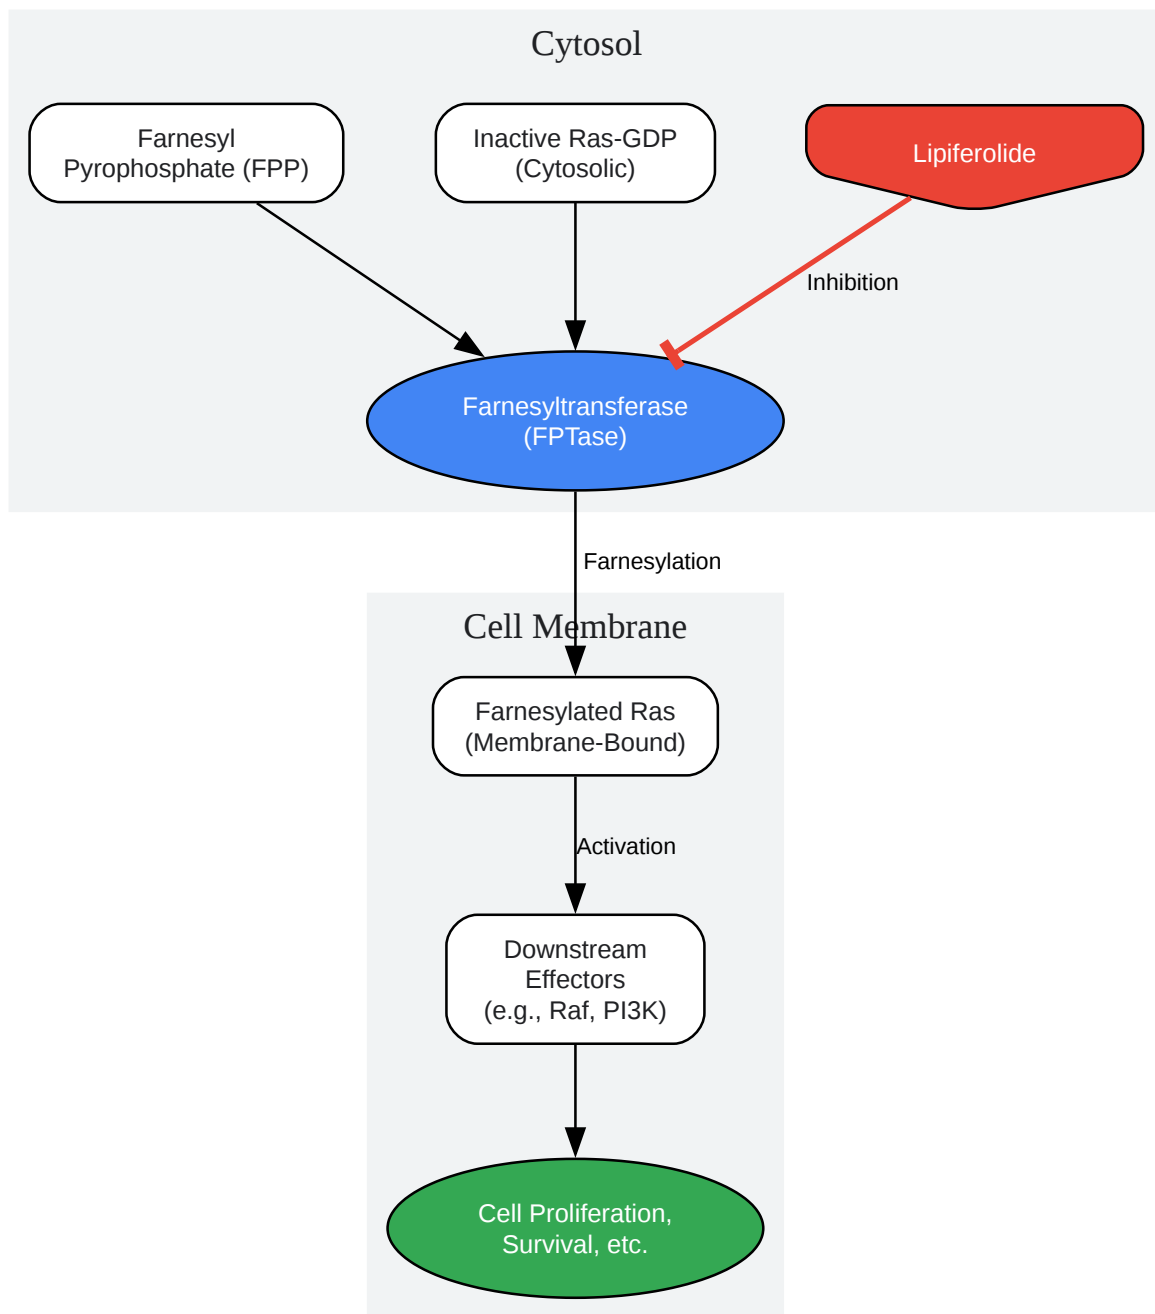 Cytosol
Farnesyl
Pyrophosphate (FPP)
Inactive Ras-GDP
(Cytosolic)
Lipiferolide
Inhibition
Farnesyltransferase
(FPTase)
Farnesylation
Cell Membrane
Farnesylated Ras
(Membrane-Bound)
Activation
Downstream
Effectors
(e.g., Raf, PI3K)
Cell Proliferation,
Survival, etc.